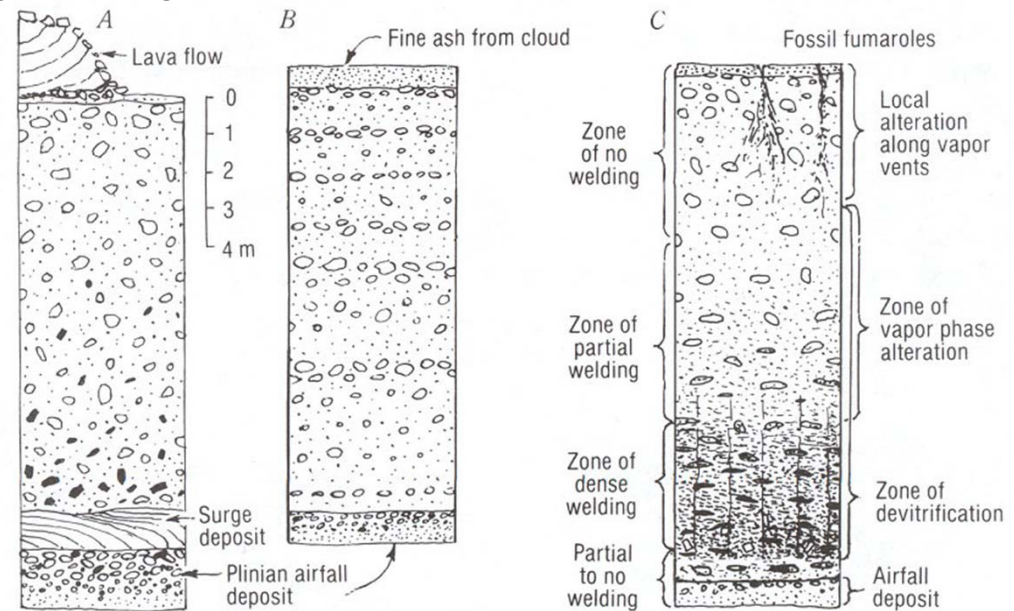 A
Lava flow
0
1
2
3
4 m
Surge
deposit
Plinian airfall
deposit
B
Fine ash from cloud
C
Fossil fumaroles
Zone
of no
welding
Zone of
partial
welding
Zone of
dense
welding
Partial
to no
welding
Local
alteration
along vapor
vents
Zone of
vapor phase
alteration
Zone of
devitrification
Airfall
deposit